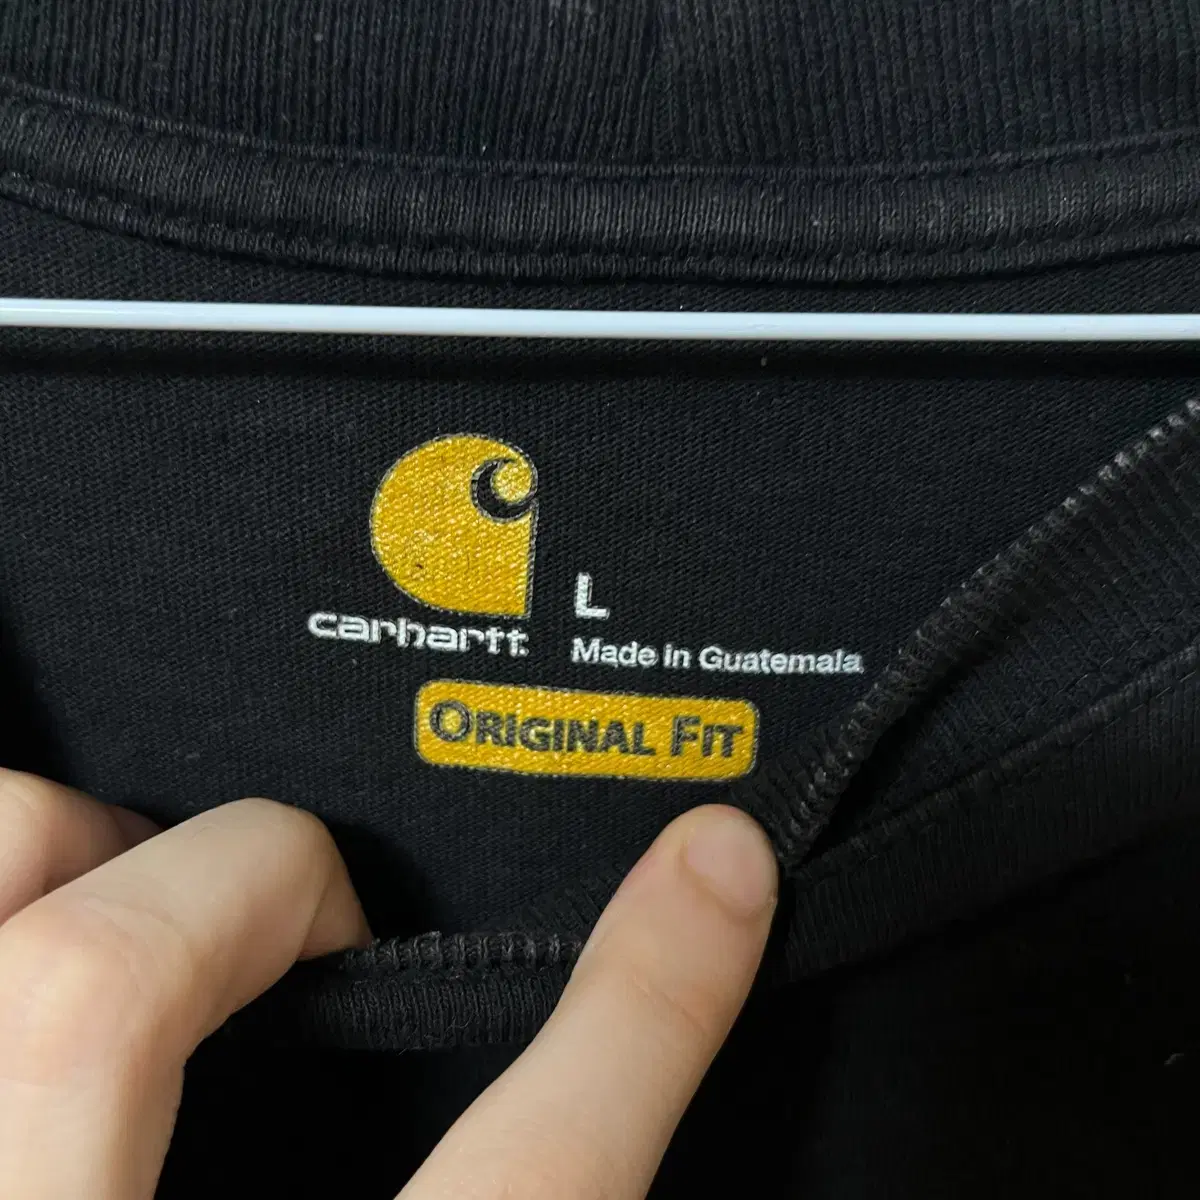 carhartt
L
Made in Guatemala
ORIGINAL FIT